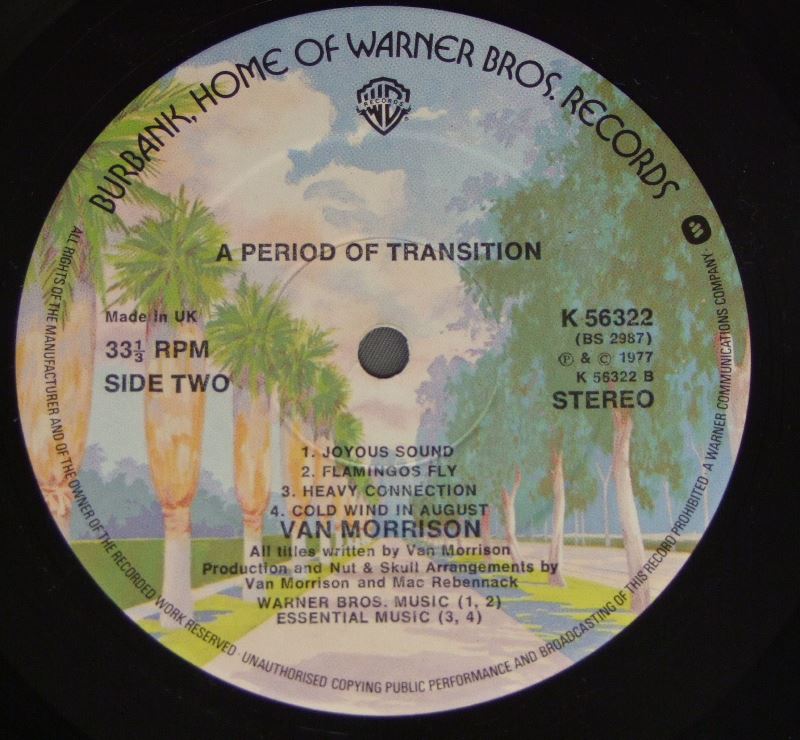 BURBANK, HOME OF WARNER BROS. RECORDS
WB
RECORDS
A PERIOD OF TRANSITION
Made in UK
33⅓ RPM
SIDE TWO
K 56322
(BS 2987)
℗ & © 1977
K 56322 B
STEREO
1. JOYOUS SOUND
2. FLAMINGOS FLY
3. HEAVY CONNECTION
4. COLD WIND IN AUGUST
VAN MORRISON
All titles written by Van Morrison
Production and Nut & Skull Arrangements by
Van Morrison and Mac Rebennack
WARNER BROS. MUSIC (1, 2)
ESSENTIAL MUSIC (3, 4)
ALL RIGHTS OF THE MANUFACTURER AND OF THE OWNER OF THE RECORDED WORK RESERVED · UNAUTHORISED COPYING PUBLIC PERFORMANCE AND BROADCASTING OF THIS RECORD PROHIBITED · A WARNER COMMUNICATIONS COMPANY·